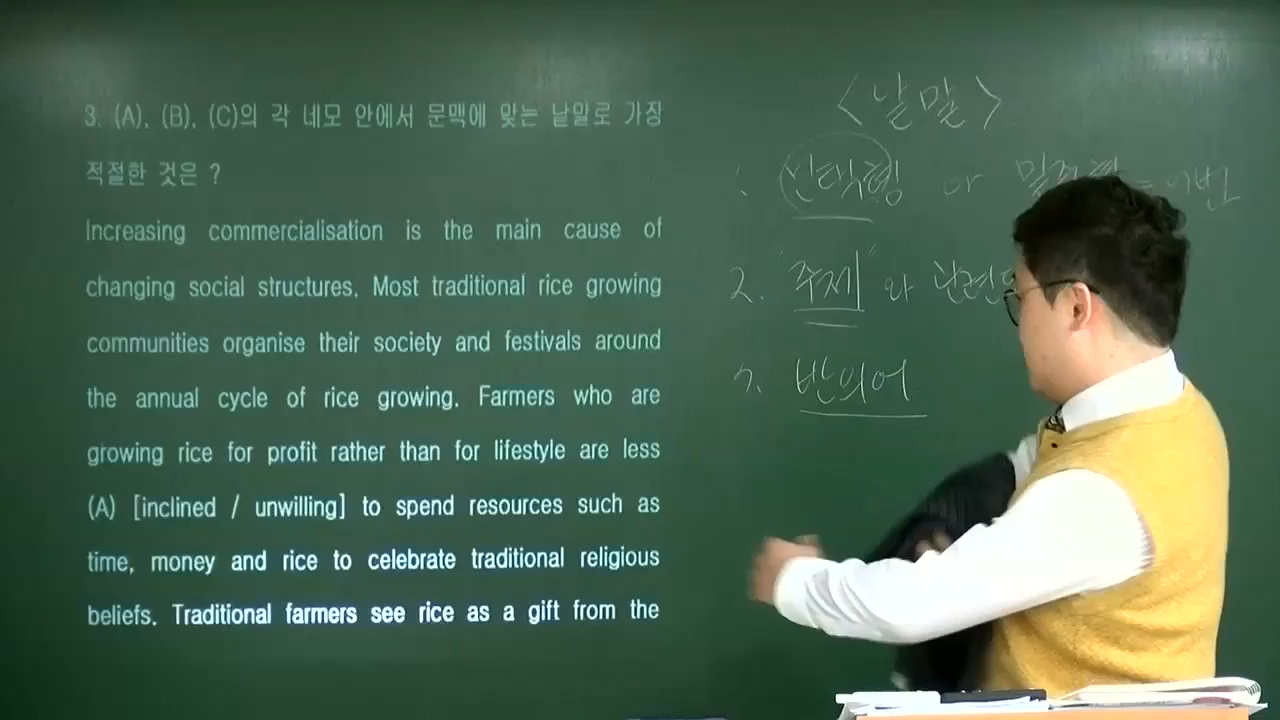 3. (A), (B), (C)의 각 네모 안에서 문맥에 맞는 낱말로 가장
적절한 것은 ?
Increasing commercialisation is the main cause of
changing social structures. Most traditional rice growing
communities organise their society and festivals around
the annual cycle of rice growing. Farmers who are
growing rice for profit rather than for lifestyle are less
(A) [inclined / unwilling] to spend resources such as
time, money and rice to celebrate traditional religious
beliefs. Traditional farmers see rice as a gift from the
<낱말>
1. 선택형 or
2. "주제" 와 관련
3. 반의어